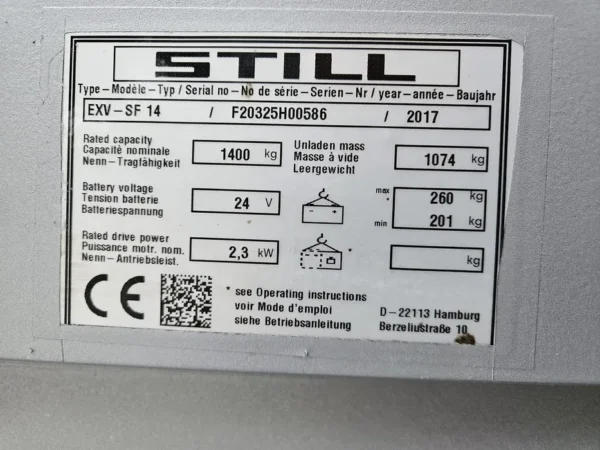 STILL
Type – Modèle – Typ / Serial no – No de série – Serien – Nr / year – année – Baujahr
EXV – SF 14 / F20325H00586 / 2017
Rated capacity
Capacité nominale
Nenn – Tragfähigkeit
1400 kg
Unladen mass
Masse à vide
Leergewicht
1074 kg
Battery voltage
Tension batterie
Batteriespannung
24 V
– +
max * 260 kg
min 201 kg
Rated drive power
Puissance motr. nom.
Nenn – Antriebsleist.
2,3 kW
kg
CE
* see Operating instructions
voir Mode d'emploi
siehe Betriebsanleitung
D – 22113 Hamburg
Berzeliußtraße 10